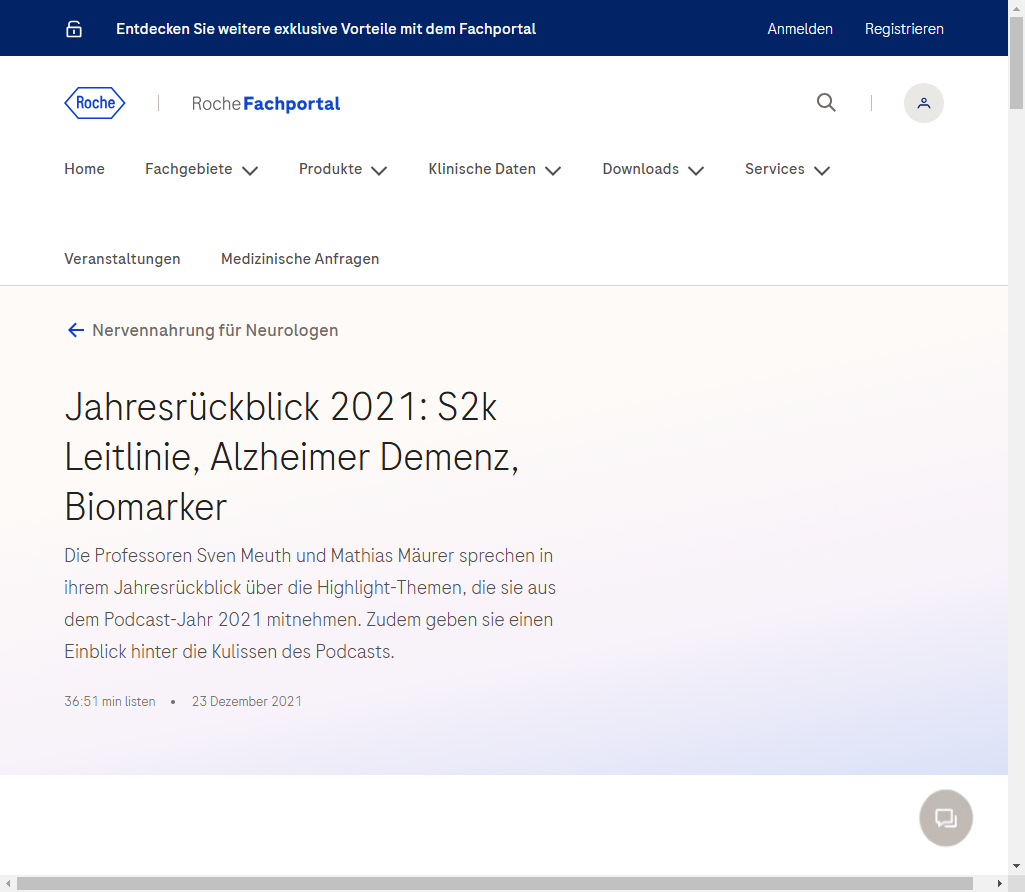 Entdecken Sie weitere exklusive Vorteile mit dem Fachportal
Anmelden
Registrieren
Roche
RocheFachportal
Home
Fachgebiete
Produkte
Klinische Daten
Downloads
Services
Veranstaltungen
Medizinische Anfragen
Nervennahrung für Neurologen
Jahresrückblick 2021: S2k
Leitlinie, Alzheimer Demenz,
Biomarker
Die Professoren Sven Meuth und Mathias Mäurer sprechen in
ihrem Jahresrückblick über die Highlight-Themen, die sie aus
dem Podcast-Jahr 2021 mitnehmen. Zudem geben sie einen
Einblick hinter die Kulissen des Podcasts.
36:51 min listen • 23 Dezember 2021